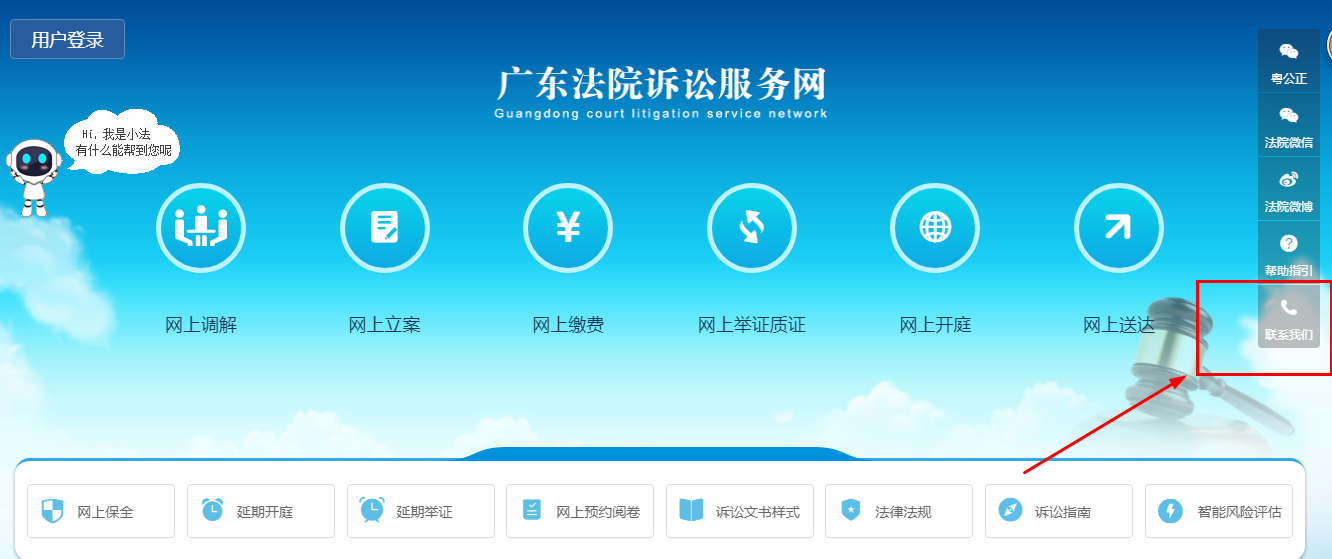 用户登录
广东法院诉讼服务网
Guangdong court litigation service network
Hi, 我是小法
有什么能帮到您呢
粤公正
法院微信
法院微博
帮助指引
联系我们
网上调解
网上立案
网上缴费
网上举证质证
网上开庭
网上送达
网上保全
延期开庭
延期举证
网上预约阅卷
诉讼文书样式
法律法规
诉讼指南
智能风险评估